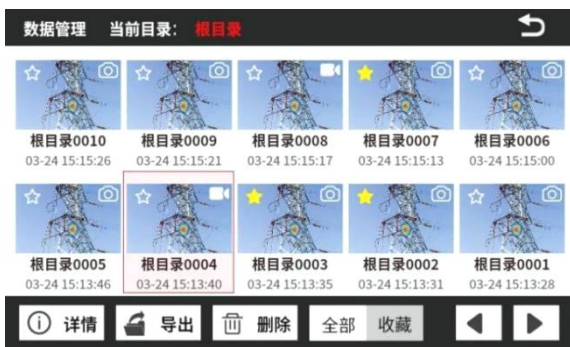 数据管理 当前目录： 根目录
根目录0010 根目录0009 根目录0008 根目录0007 根目录0006
03-24 15:15:26 03-24 15:15:21 03-24 15:15:17 03-24 15:15:13 03-24 15:15:00
根目录0005 根目录0004 根目录0003 根目录0002 根目录0001
03-24 15:13:46 03-24 15:13:40 03-24 15:13:35 03-24 15:13:31 03-24 15:13:28
详情 导出 删除 全部 收藏